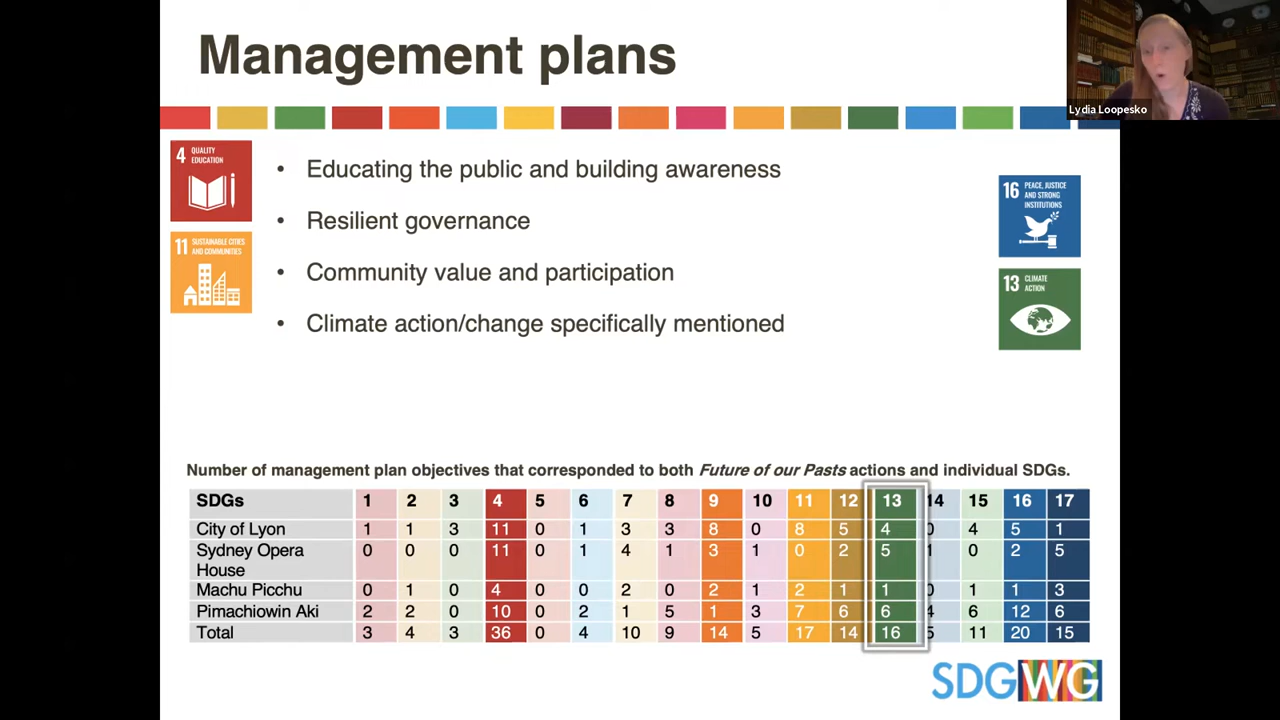 Management plans
Lydia Loopesko
4 QUALITY
EDUCATION
11 SUSTAINABLE CITIES
AND COMMUNITIES
• Educating the public and building awareness
• Resilient governance
• Community value and participation
• Climate action/change specifically mentioned
16 PEACE, JUSTICE
AND STRONG
INSTITUTIONS
13 CLIMATE
ACTION
Number of management plan objectives that corresponded to both Future of our Pasts actions and individual SDGs.
SDGs 1 2 3 4 5 6 7 8 9 10 11 12 13 14 15 16 17
City of Lyon 1 1 3 11 0 1 3 3 8 0 8 5 4 0 4 5 1
Sydney Opera House 0 0 0 11 0 1 4 1 3 1 0 2 5 1 0 2 5
Machu Picchu 0 1 0 4 0 0 2 0 2 1 2 1 1 0 1 1 3
Pimachiowin Aki 2 2 0 10 0 2 1 5 1 3 7 6 6 4 6 12 6
Total 3 4 3 36 0 4 10 9 14 5 17 14 16 5 11 20 15
SDGWG